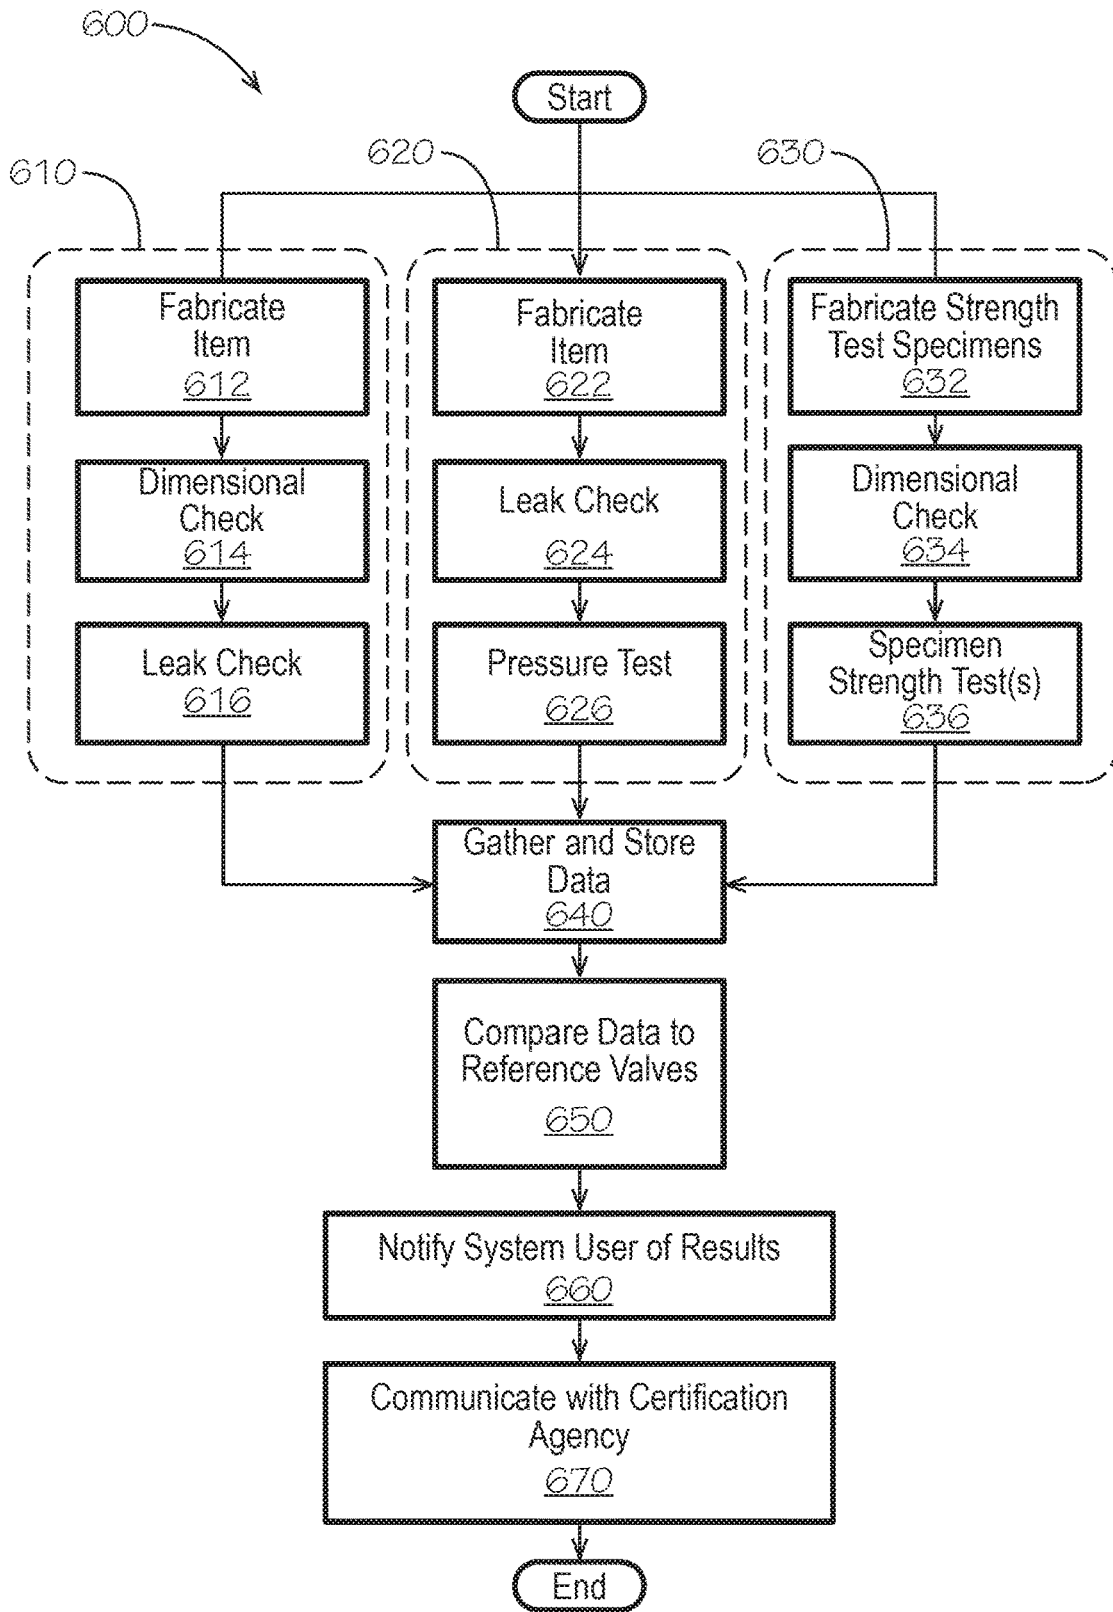 600
Start
610
620
630
Fabricate
Item
612
Dimensional
Check
614
Leak Check
616
Fabricate
Item
622
Leak Check
624
Pressure Test
626
Fabricate Strength
Test Specimens
632
Dimensional
Check
634
Specimen
Strength Test(s)
636
Gather and Store
Data
640
Compare Data to
Reference Valves
650
Notify System User of Results
660
Communicate with Certification
Agency
670
End